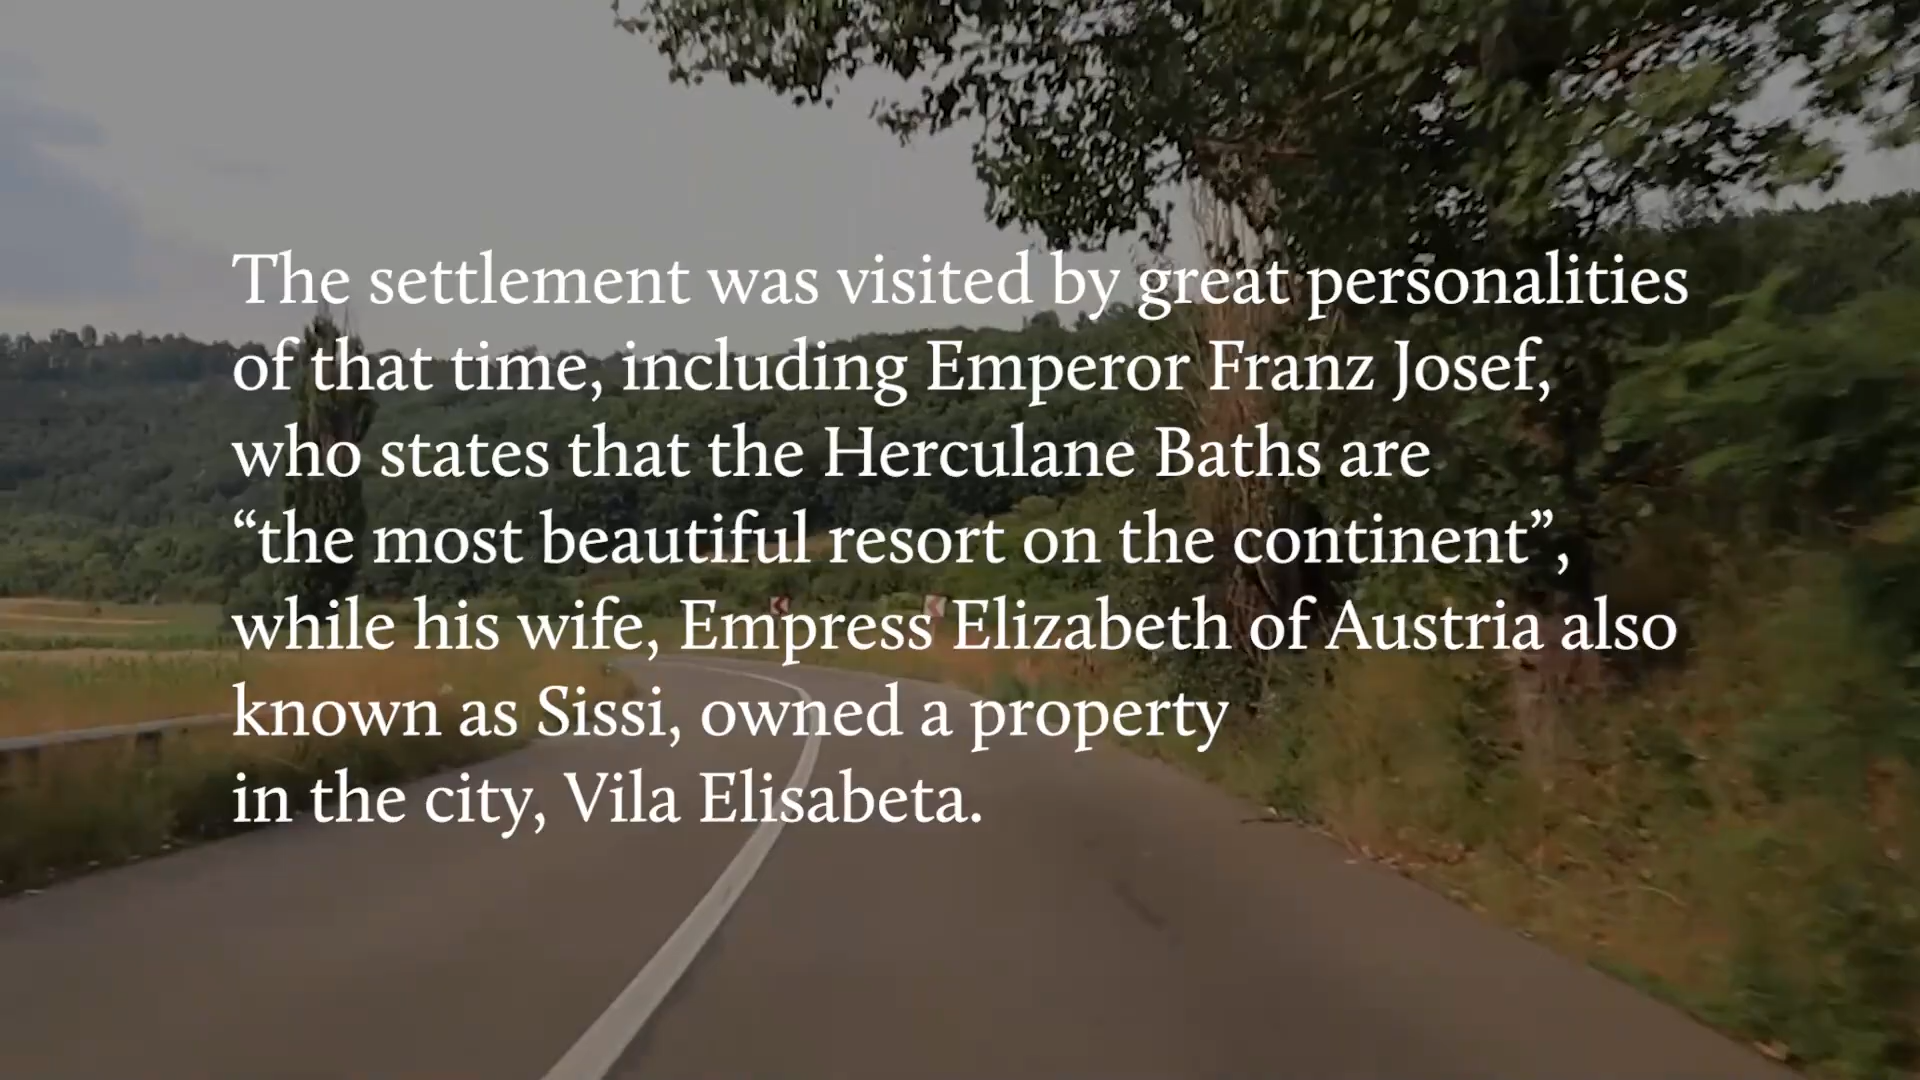 The settlement was visited by great personalities
of that time, including Emperor Franz Josef,
who states that the Herculane Baths are
“the most beautiful resort on the continent”,
while his wife, Empress Elizabeth of Austria also
known as Sissi, owned a property
in the city, Vila Elisabeta.